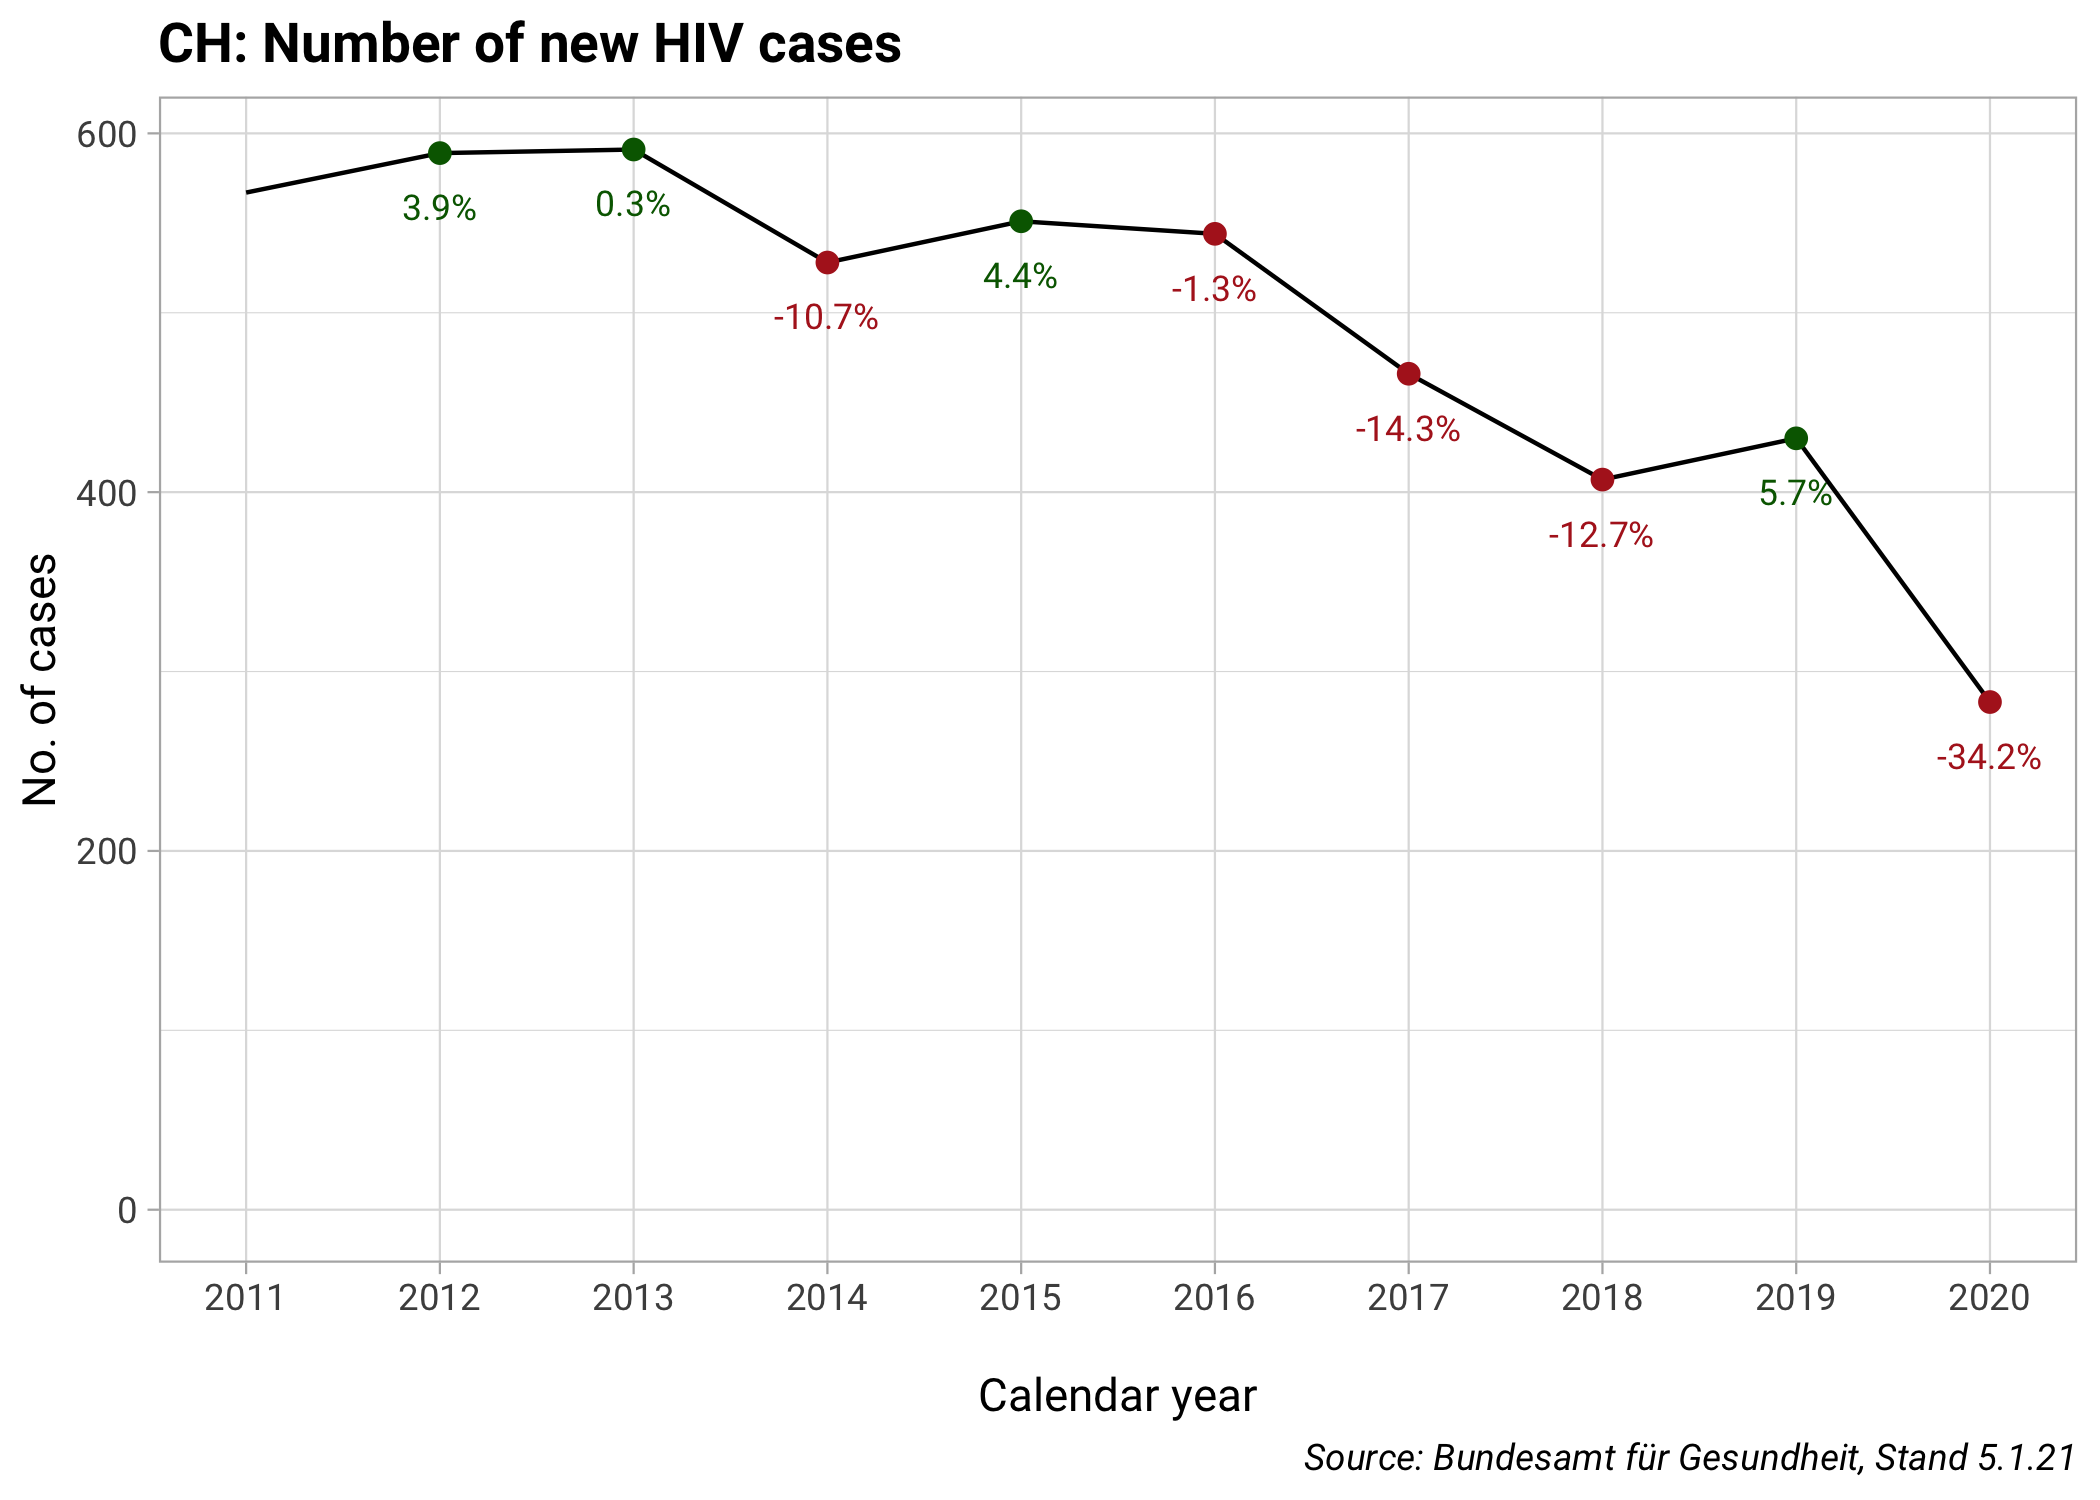 CH: Number of new HIV cases
No. of cases
600
400
200
0
3.9%
0.3%
-10.7%
4.4%
-1.3%
-14.3%
-12.7%
5.7%
-34.2%
2011 2012 2013 2014 2015 2016 2017 2018 2019 2020
Calendar year
Source: Bundesamt für Gesundheit, Stand 5.1.21